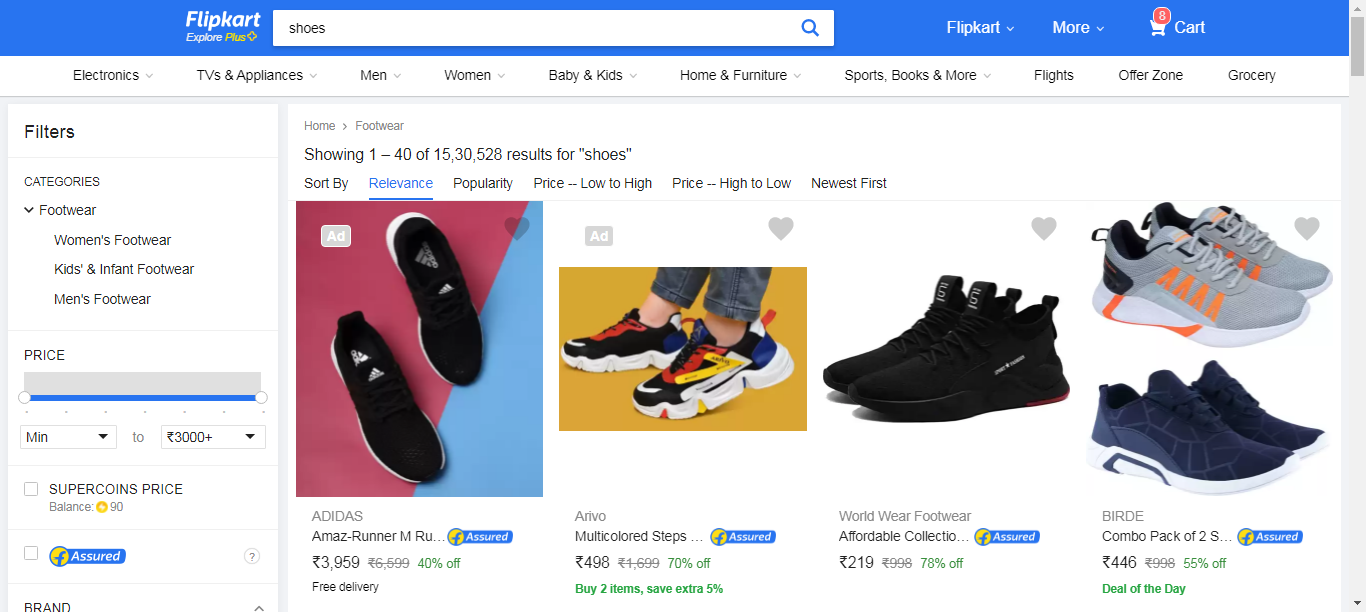 Flipkart
Explore Plus
shoes
Flipkart
More
8
Cart
Electronics
TVs & Appliances
Men
Women
Baby & Kids
Home & Furniture
Sports, Books & More
Flights
Offer Zone
Grocery
Filters
CATEGORIES
Footwear
Women's Footwear
Kids' & Infant Footwear
Men's Footwear
PRICE
Min
to
₹3000+
SUPERCOINS PRICE
Balance: 90
f Assured
?
BRAND
Home > Footwear
Showing 1 – 40 of 15,30,528 results for "shoes"
Sort By Relevance Popularity Price -- Low to High Price -- High to Low Newest First
Ad
adidas
adidas
ADIDAS
Amaz-Runner M Ru... f Assured
₹3,959 ₹6,599 40% off
Free delivery
Ad
ARIVO
Arivo
Multicolored Steps ... f Assured
₹498 ₹1,699 70% off
Buy 2 items, save extra 5%
World Wear Footwear
Affordable Collectio... f Assured
₹219 ₹998 78% off
BIRDE
Combo Pack of 2 S... f Assured
₹446 ₹998 55% off
Deal of the Day